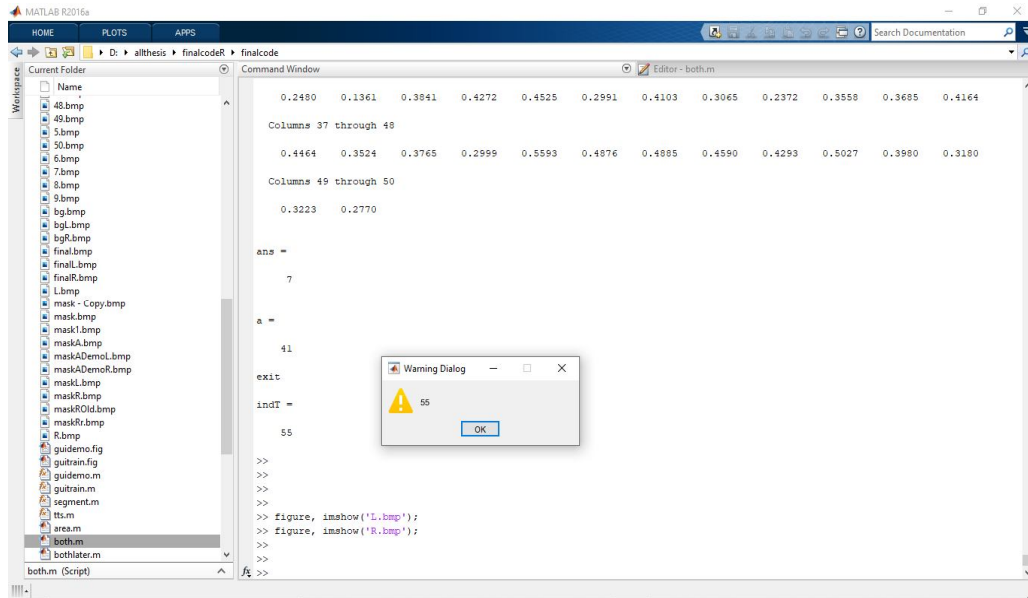 MATLAB R2016a
HOME PLOTS APPS
Search Documentation
D: allthesis finalcodeR finalcode
Workspace
Current Folder
Name
48.bmp
49.bmp
5.bmp
50.bmp
6.bmp
7.bmp
8.bmp
9.bmp
bg.bmp
bgL.bmp
bgR.bmp
final.bmp
finalL.bmp
finalR.bmp
L.bmp
mask - Copy.bmp
mask.bmp
mask1.bmp
maskA.bmp
maskADemoL.bmp
maskADemoR.bmp
maskL.bmp
maskR.bmp
maskROld.bmp
maskRr.bmp
R.bmp
guidemo.fig
guitrain.fig
guidemo.m
guitrain.m
segment.m
tts.m
area.m
both.m
bothlater.m
both.m (Script)
Command Window
Editor - both.m
0.2480 0.1361 0.3841 0.4272 0.4525 0.2991 0.4103 0.3065 0.2372 0.3558 0.3685 0.4164
Columns 37 through 48
0.4464 0.3524 0.3765 0.2999 0.5593 0.4876 0.4885 0.4590 0.4293 0.5027 0.3980 0.3180
Columns 49 through 50
0.3223 0.2770
ans =
7
a =
41
exit
indT =
55
>>
>>
>>
>>
>> figure, imshow('L.bmp');
>> figure, imshow('R.bmp');
>>
>>
fx >>
Warning Dialog
55
OK